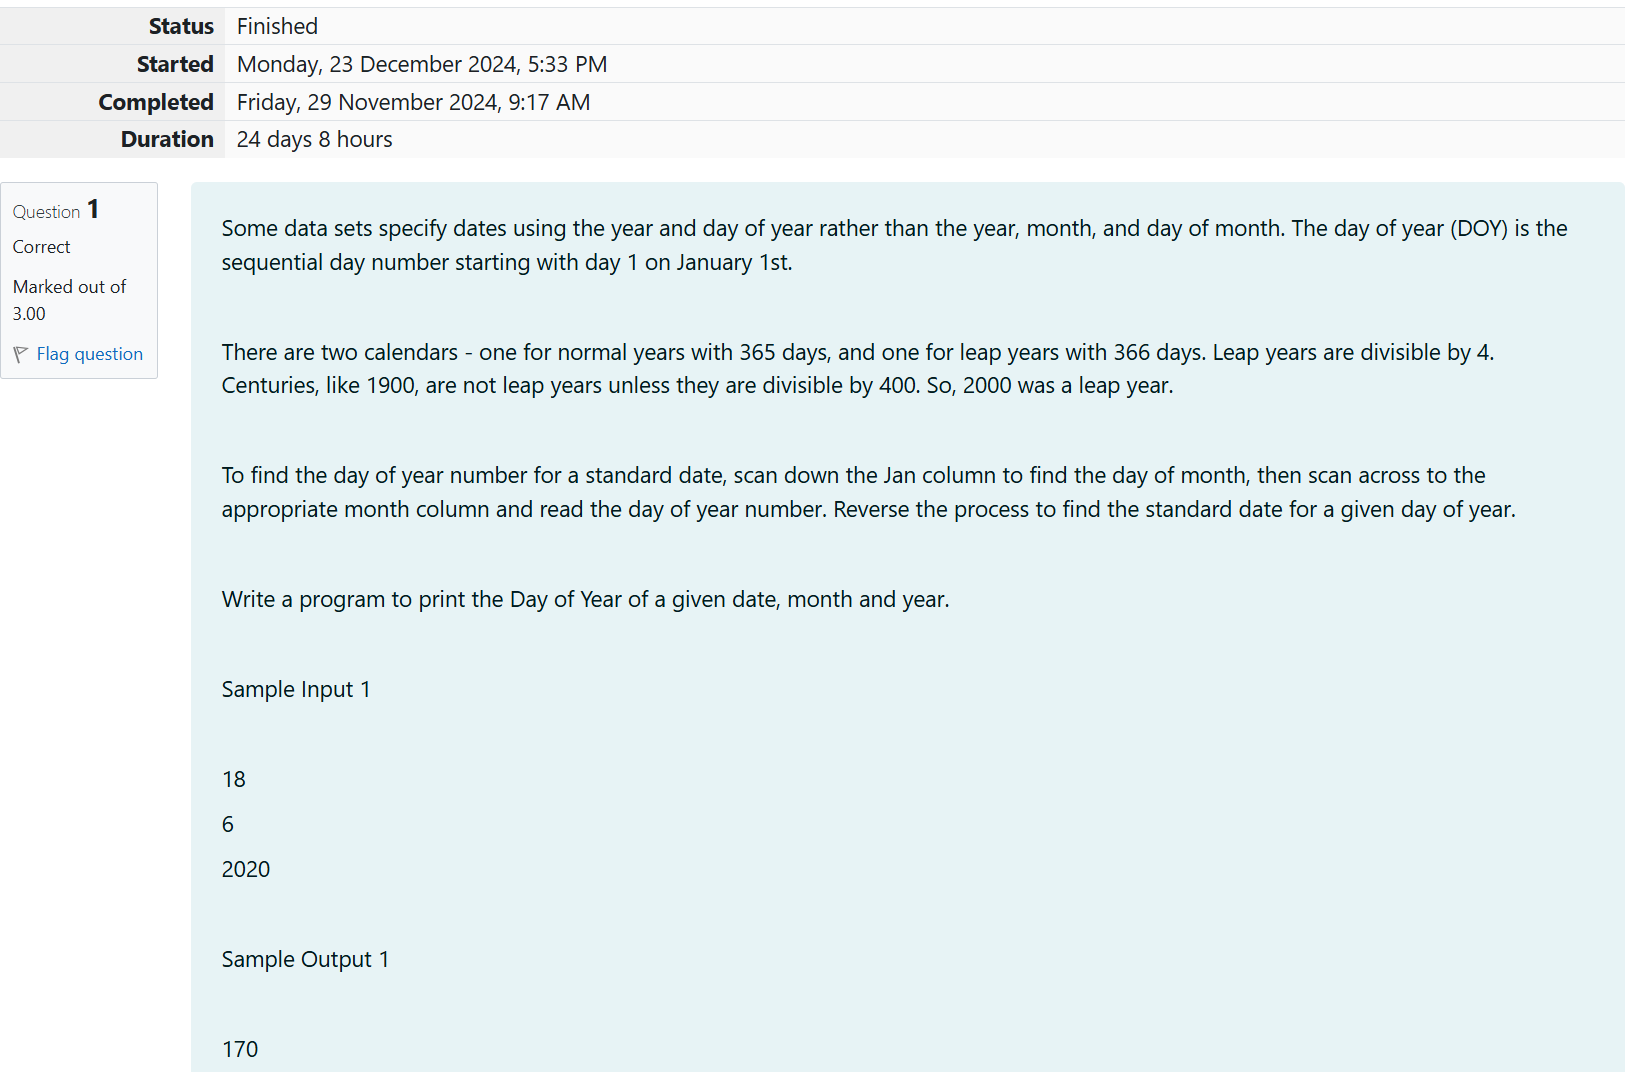 Status Finished
Started Monday, 23 December 2024, 5:33 PM
Completed Friday, 29 November 2024, 9:17 AM
Duration 24 days 8 hours
Question 1
Correct
Marked out of
3.00
Flag question
Some data sets specify dates using the year and day of year rather than the year, month, and day of month. The day of year (DOY) is the
sequential day number starting with day 1 on January 1st.
There are two calendars - one for normal years with 365 days, and one for leap years with 366 days. Leap years are divisible by 4.
Centuries, like 1900, are not leap years unless they are divisible by 400. So, 2000 was a leap year.
To find the day of year number for a standard date, scan down the Jan column to find the day of month, then scan across to the
appropriate month column and read the day of year number. Reverse the process to find the standard date for a given day of year.
Write a program to print the Day of Year of a given date, month and year.
Sample Input 1
18
6
2020
Sample Output 1
170